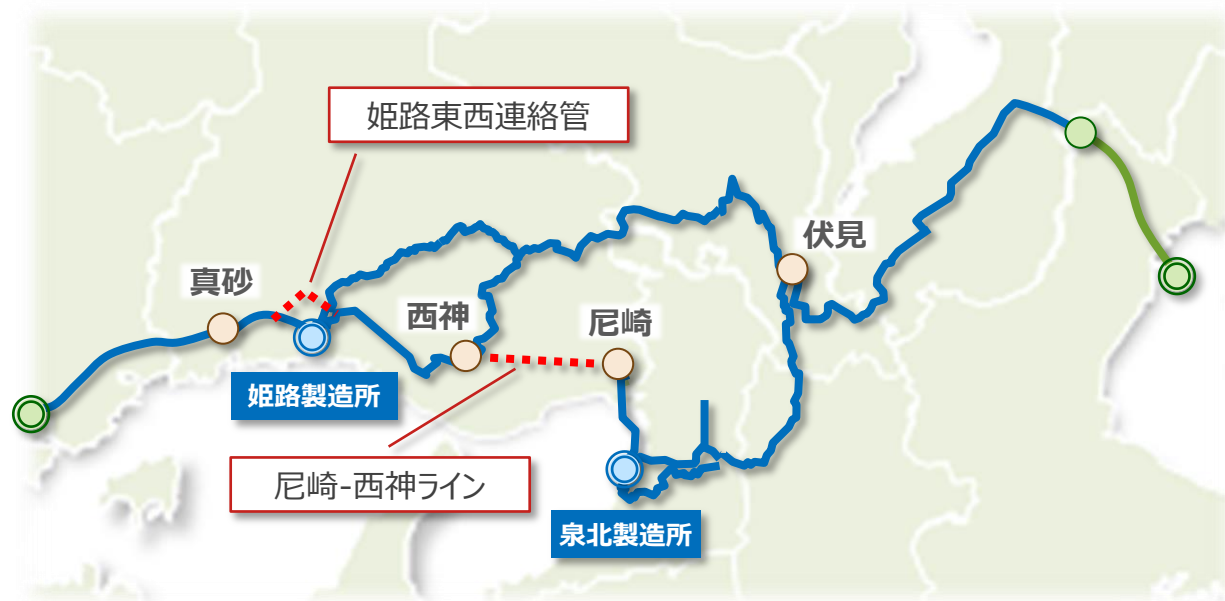 姫路東西連絡管
伏見
真砂
西神
尼崎
姫路製造所
尼崎-西神ライン
泉北製造所